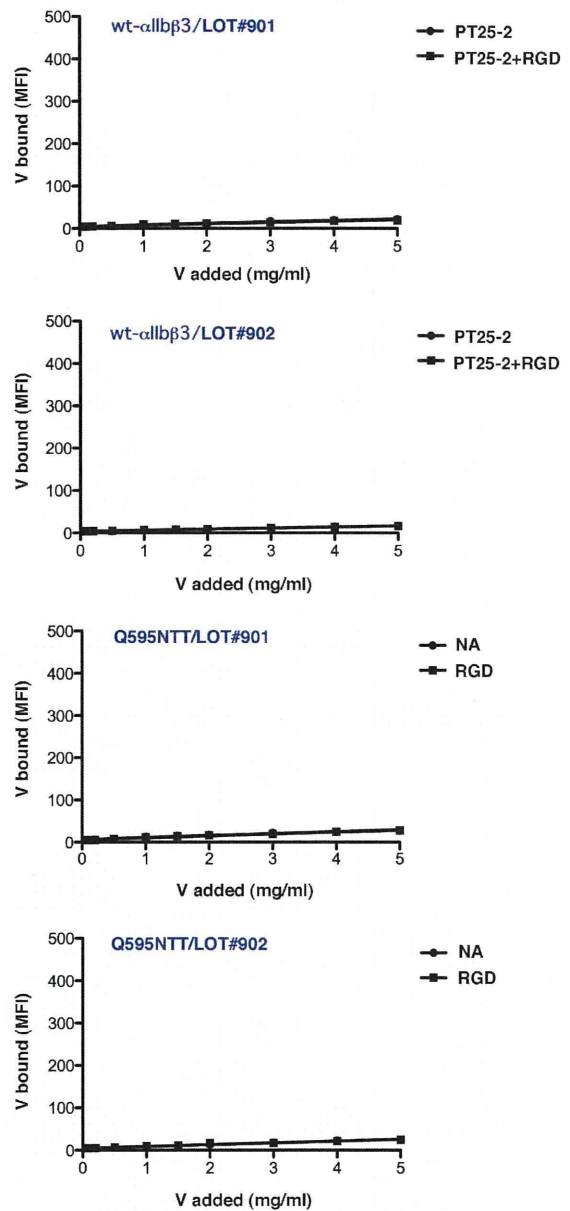 wt-αIIbβ3/LOT#901
PT25-2
PT25-2+RGD
V bound (MFI)
500
400
300
200
100
0
0 1 2 3 4 5
V added (mg/ml)
wt-αIIbβ3/LOT#902
PT25-2
PT25-2+RGD
V bound (MFI)
500
400
300
200
100
0
0 1 2 3 4 5
V added (mg/ml)
Q595NTT/LOT#901
NA
RGD
V bound (MFI)
500
400
300
200
100
0
0 1 2 3 4 5
V added (mg/ml)
Q595NTT/LOT#902
NA
RGD
V bound (MFI)
500
400
300
200
100
0
0 1 2 3 4 5
V added (mg/ml)